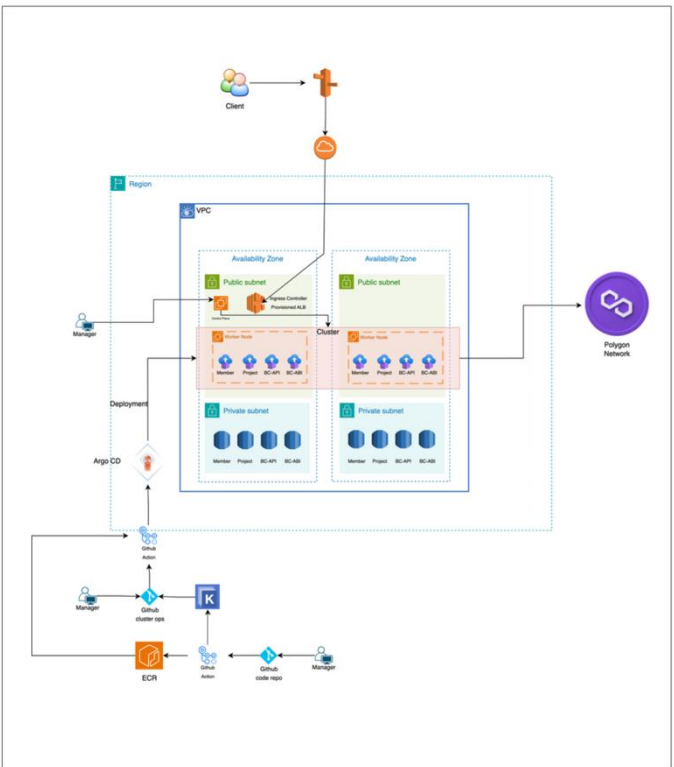 Client
Region
VPC
Availability Zone
Availability Zone
Public subnet
Public subnet
Ingress Controller
Provisioned ALB
Control Plane
Cluster
Manager
Worker Node
Worker Node
Member Project BC-API BC-ABI
Member Project BC-API BC-ABI
Polygon
Network
Deployment
Private subnet
Private subnet
Member Project BC-API BC-ABI
Member Project BC-API BC-ABI
Argo CD
Github
Action
Manager
Github
cluster ops
K
ECR
Github
Action
Github
code repo
Manager